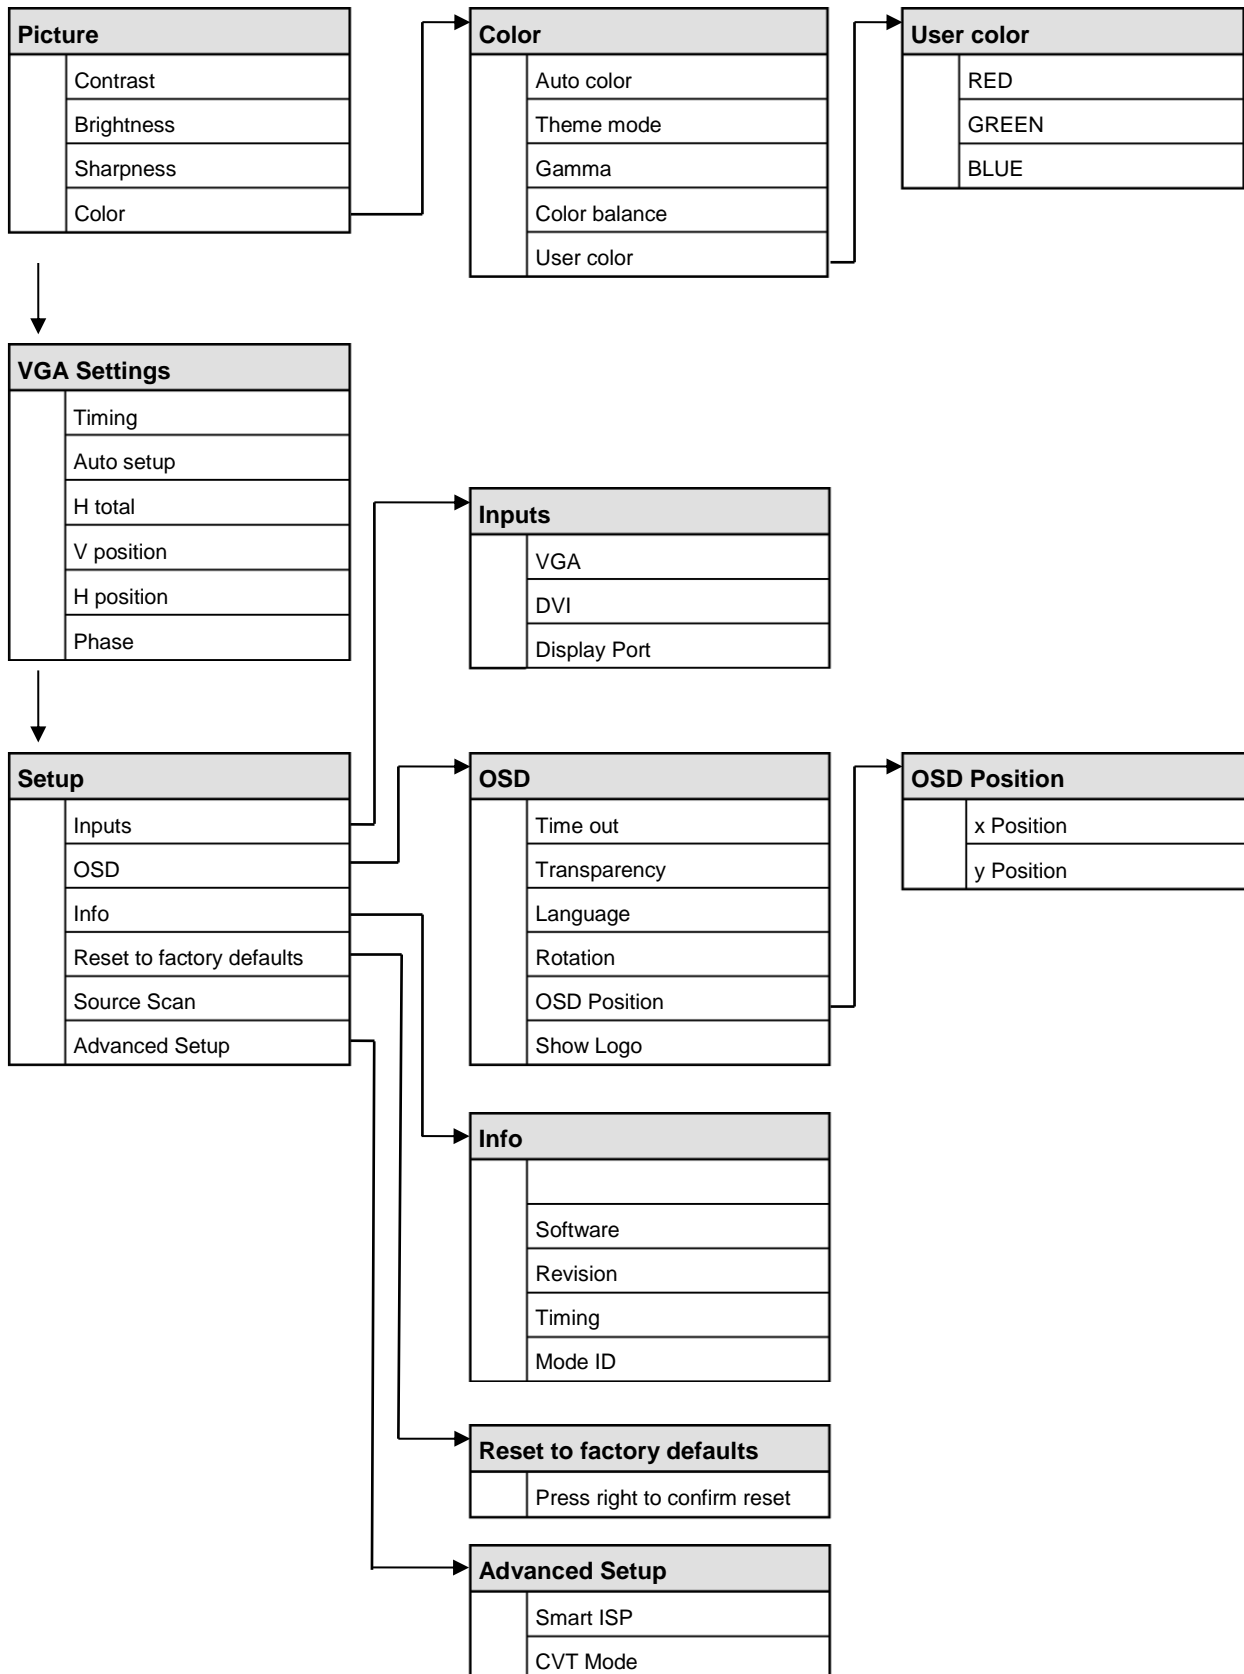 Picture
Contrast
Brightness
Sharpness
Color
Color
Auto color
Theme mode
Gamma
Color balance
User color
User color
RED
GREEN
BLUE
VGA Settings
Timing
Auto setup
H total
V position
H position
Phase
Inputs
VGA
DVI
Display Port
Setup
Inputs
OSD
Info
Reset to factory defaults
Source Scan
Advanced Setup
OSD
Time out
Transparency
Language
Rotation
OSD Position
Show Logo
OSD Position
x Position
y Position
Info
Software
Revision
Timing
Mode ID
Reset to factory defaults
Press right to confirm reset
Advanced Setup
Smart ISP
CVT Mode